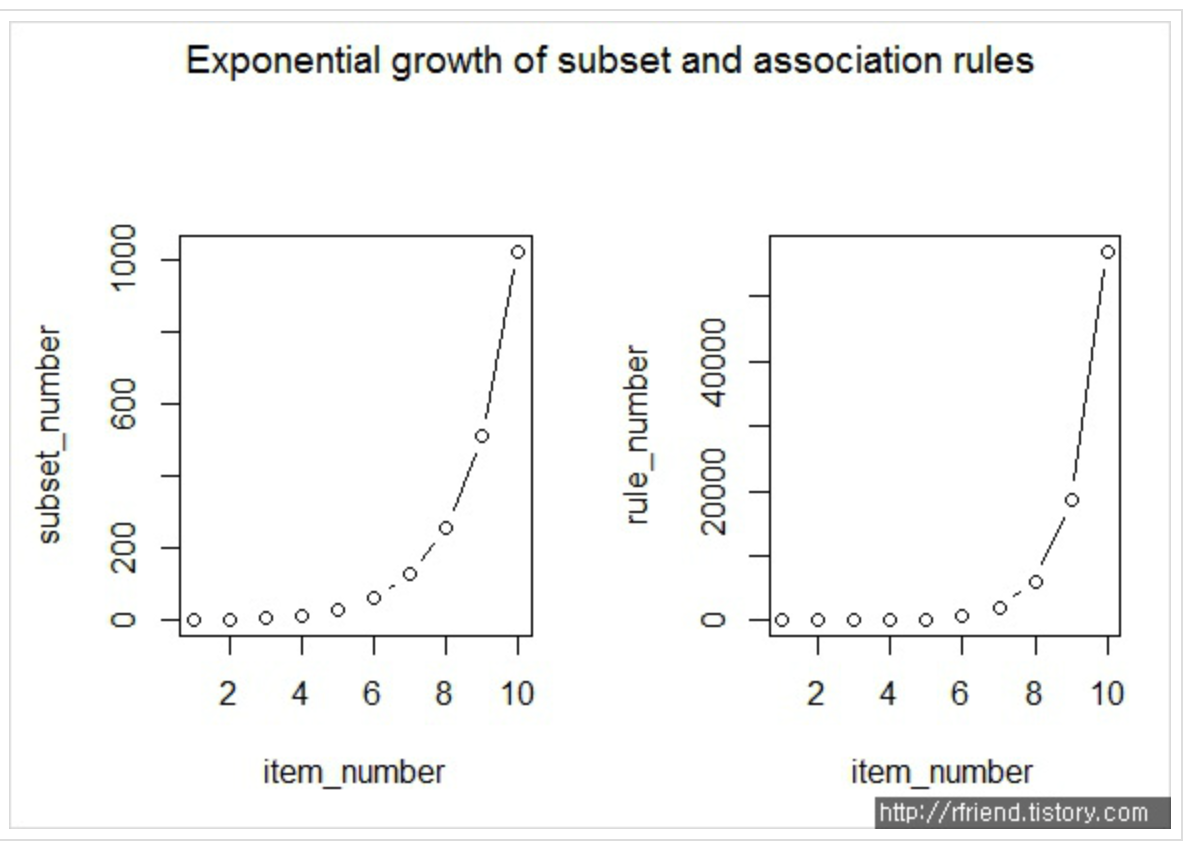 Exponential growth of subset and association rules
subset_number
0
200
600
1000
2
4
6
8
10
item_number
rule_number
0
20000
40000
2
4
6
8
10
item_number
http://rfriend.tistory.com